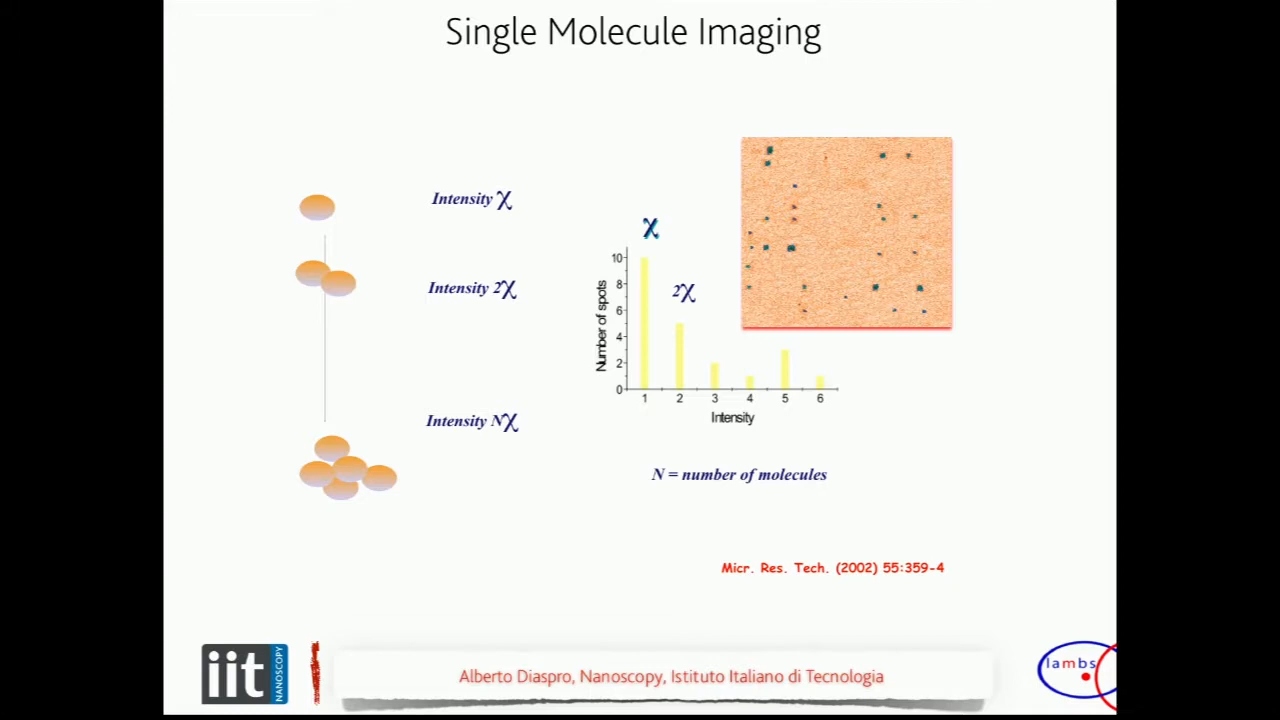 Single Molecule Imaging
Intensity χ
Intensity 2χ
Intensity Nχ
χ
2χ
Number of spots
10
8
6
4
2
0
1 2 3 4 5 6
Intensity
N = number of molecules
Micr. Res. Tech. (2002) 55:359-4
iit
NANOSCOPY
Alberto Diaspro, Nanoscopy, Istituto Italiano di Tecnologia
lambs